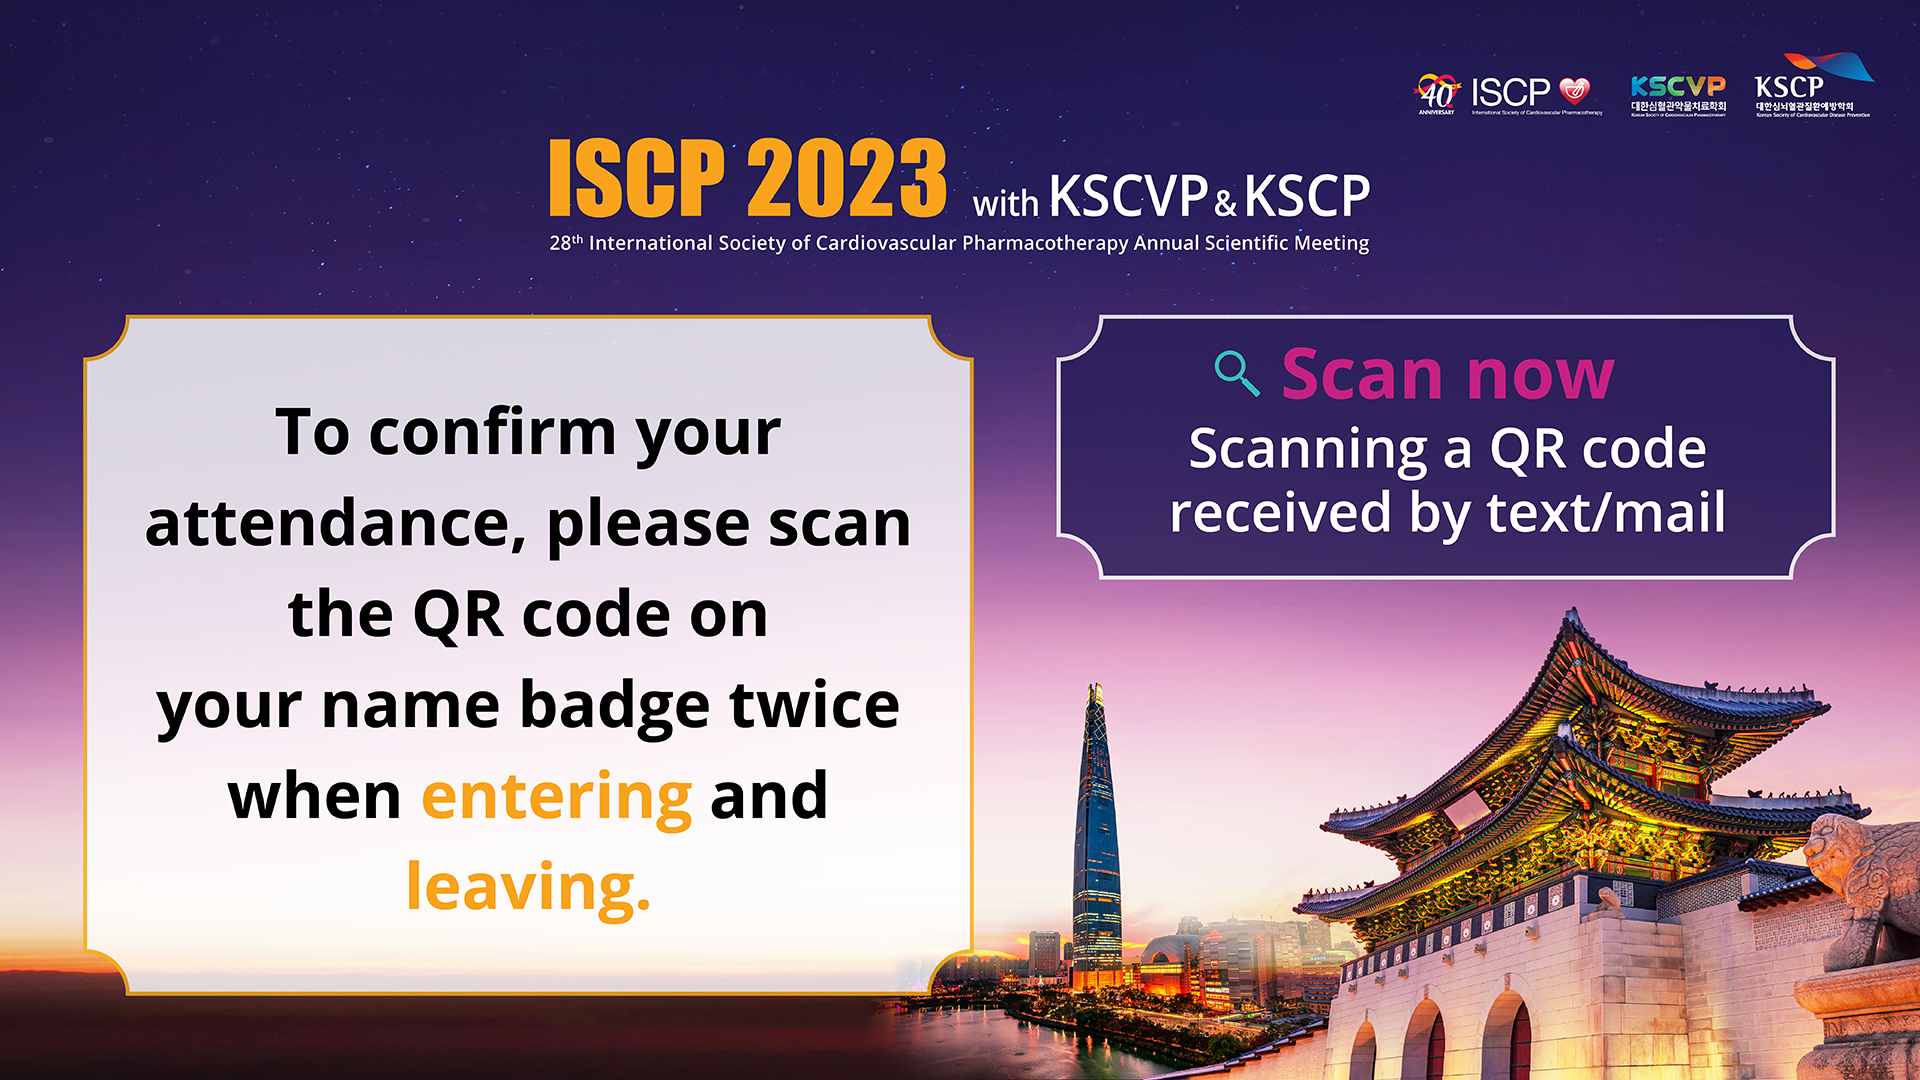 40
ANNIVERSARY
ISCP
International Society of Cardiovascular Pharmacotherapy
KSCVP
대한심혈관약물치료학회
KOREAN SOCIETY OF CARDIOVASCULAR PHARMACOTHERAPY
KSCP
대한심뇌혈관질환예방학회
Korean Society of Cardiovascular Disease Prevention
ISCP 2023 with KSCVP & KSCP
28th International Society of Cardiovascular Pharmacotherapy Annual Scientific Meeting
To confirm your
attendance, please scan
the QR code on
your name badge twice
when entering and
leaving.
Scan now
Scanning a QR code
received by text/mail